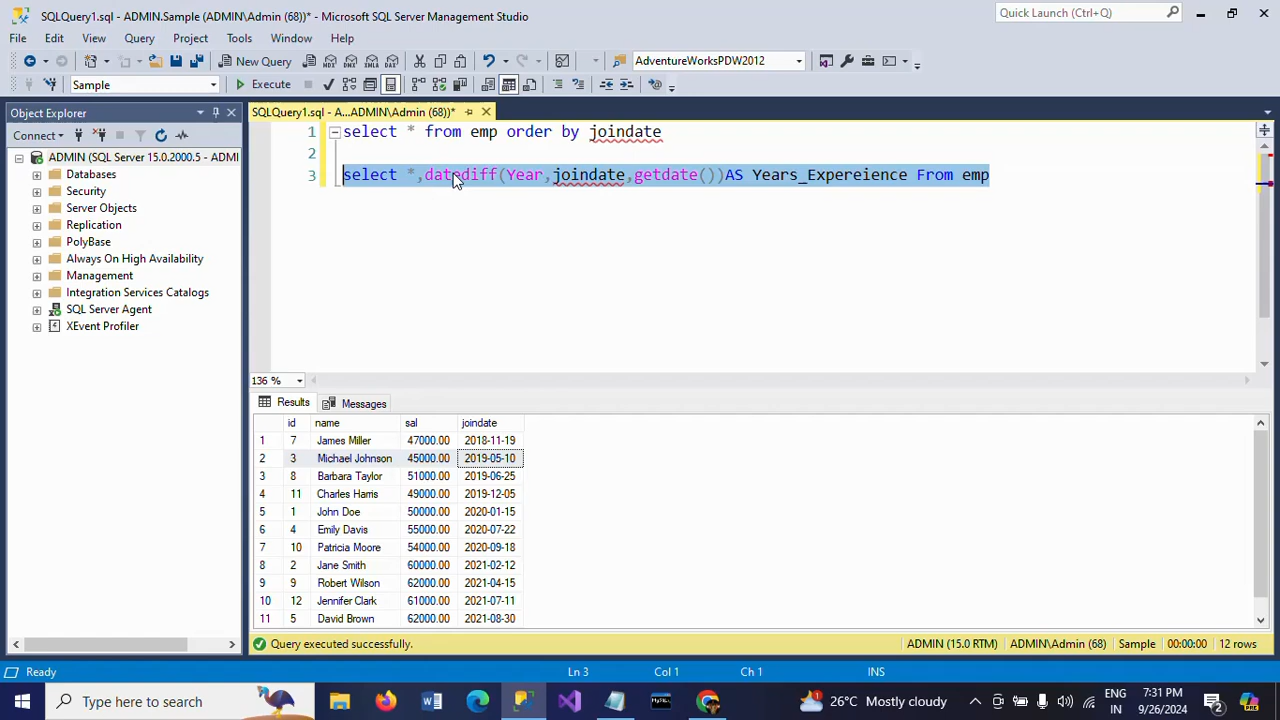 SQLQuery1.sql - ADMIN.Sample (ADMIN\Admin (68))* - Microsoft SQL Server Management Studio
Quick Launch (Ctrl+Q)
File Edit View Query Project Tools Window Help
New Query AdventureWorksPDW2012
Sample Execute
Object Explorer
SQLQuery1.sql - A...ADMIN\Admin (68))*
Connect
ADMIN (SQL Server 15.0.2000.5 - ADMI
Databases
Security
Server Objects
Replication
PolyBase
Always On High Availability
Management
Integration Services Catalogs
SQL Server Agent
XEvent Profiler
1 select * from emp order by joindate
2
3 select *,datediff(Year,joindate,getdate())AS Years_Expereience From emp
136 %
Results Messages
id name sal joindate
1 7 James Miller 47000.00 2018-11-19
2 3 Michael Johnson 45000.00 2019-05-10
3 8 Barbara Taylor 51000.00 2019-06-25
4 11 Charles Harris 49000.00 2019-12-05
5 1 John Doe 50000.00 2020-01-15
6 4 Emily Davis 55000.00 2020-07-22
7 10 Patricia Moore 54000.00 2020-09-18
8 2 Jane Smith 60000.00 2021-02-12
9 9 Robert Wilson 62000.00 2021-04-15
10 12 Jennifer Clark 61000.00 2021-07-11
11 5 David Brown 62000.00 2021-08-30
Query executed successfully. ADMIN (15.0 RTM) ADMIN\Admin (68) Sample 00:00:00 12 rows
Ready Ln 3 Col 1 Ch 1 INS
Type here to search
26°C Mostly cloudy
ENG
IN
7:31 PM
9/26/2024
2